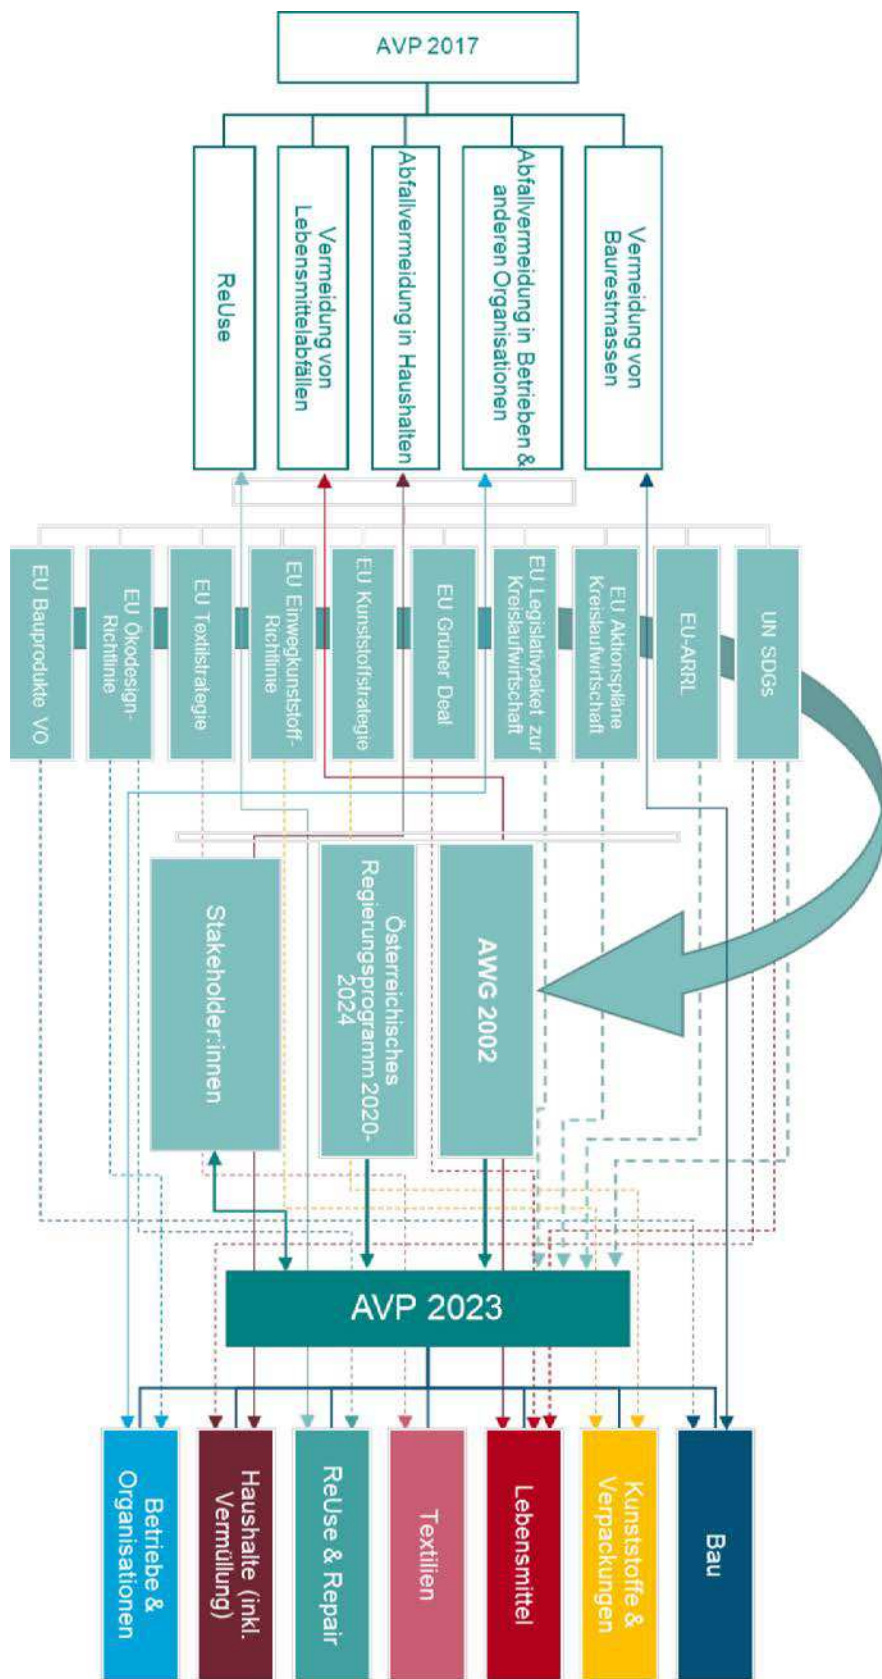 AVP 2017
ReUse
Vermeidung von
Lebensmittelabfällen
Abfallvermeidung in Haushalten
Abfallvermeidung in Betrieben &
anderen Organisationen
Vermeidung von
Baurestmassen
EU Bauprodukte VO
EU Ökodesign-
Richtlinie
EU Textilstrategie
EU Einwegkunststoff-
Richtlinie
EU Kunststoffstrategie
EU Grüner Deal
EU Legislativpaket zur
Kreislaufwirtschaft
EU Aktionspläne
Kreislaufwirtschaft
EU-ARRL
UN SDGs
Stakeholder:innen
Österreichisches
Regierungsprogramm 2020-
2024
AWG 2002
AVP 2023
Betriebe &
Organisationen
Haushalte (inkl.
Vermüllung)
ReUse & Repair
Textilien
Lebensmittel
Kunststoffe &
Verpackungen
Bau